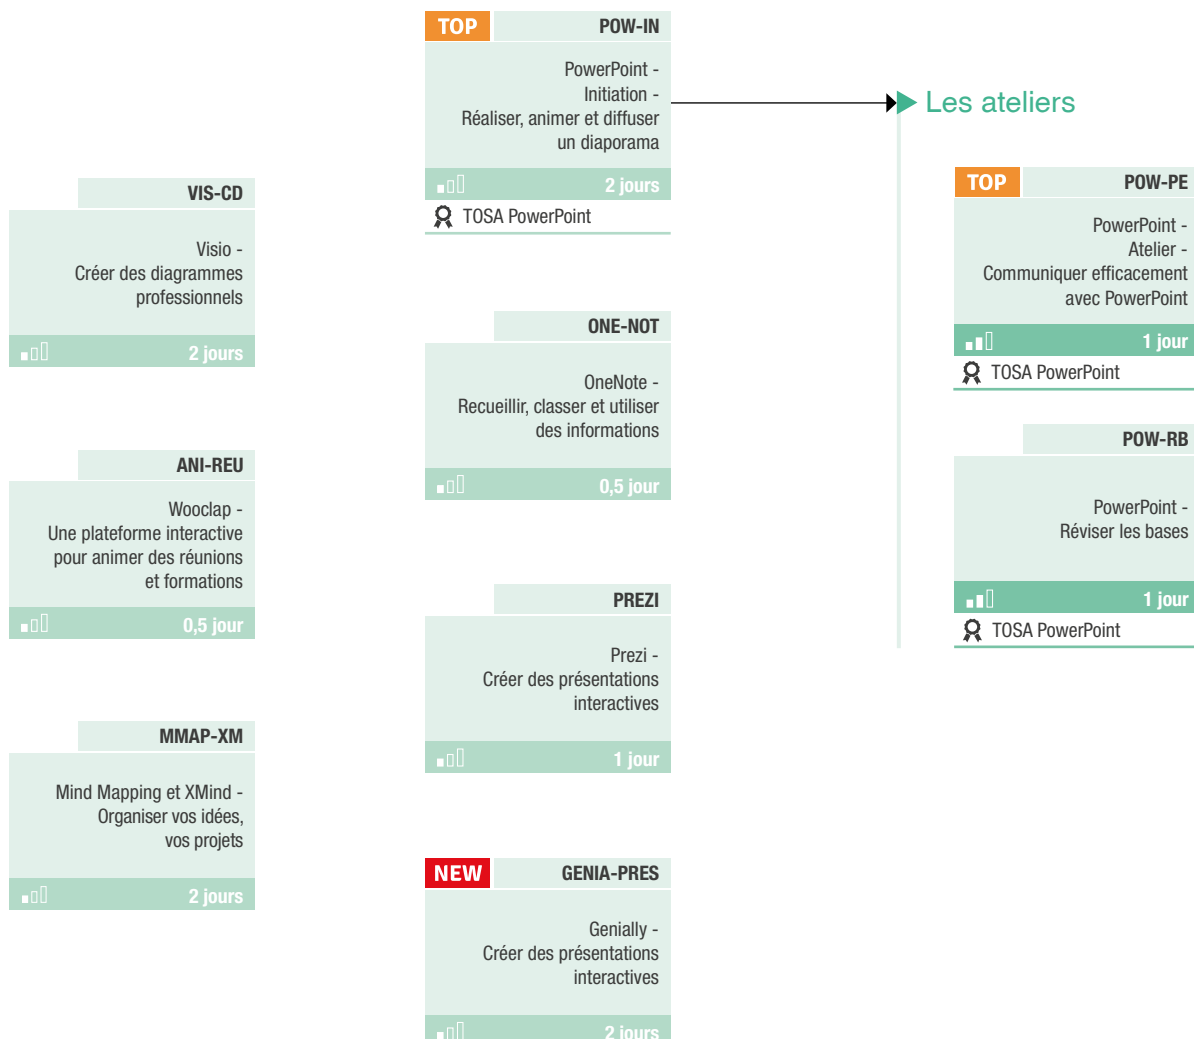 VIS-CD
Visio -
Créer des diagrammes
professionnels
2 jours
ANI-REU
Wooclap -
Une plateforme interactive
pour animer des réunions
et formations
0,5 jour
MMAP-XM
Mind Mapping et XMind -
Organiser vos idées,
vos projets
2 jours
TOP POW-IN
PowerPoint -
Initiation -
Réaliser, animer et diffuser
un diaporama
2 jours
TOSA PowerPoint
ONE-NOT
OneNote -
Recueillir, classer et utiliser
des informations
0,5 jour
PREZI
Prezi -
Créer des présentations
interactives
1 jour
NEW GENIA-PRES
Genially -
Créer des présentations
interactives
2 jours
Les ateliers
TOP POW-PE
PowerPoint -
Atelier -
Communiquer efficacement
avec PowerPoint
1 jour
TOSA PowerPoint
POW-RB
PowerPoint -
Réviser les bases
1 jour
TOSA PowerPoint